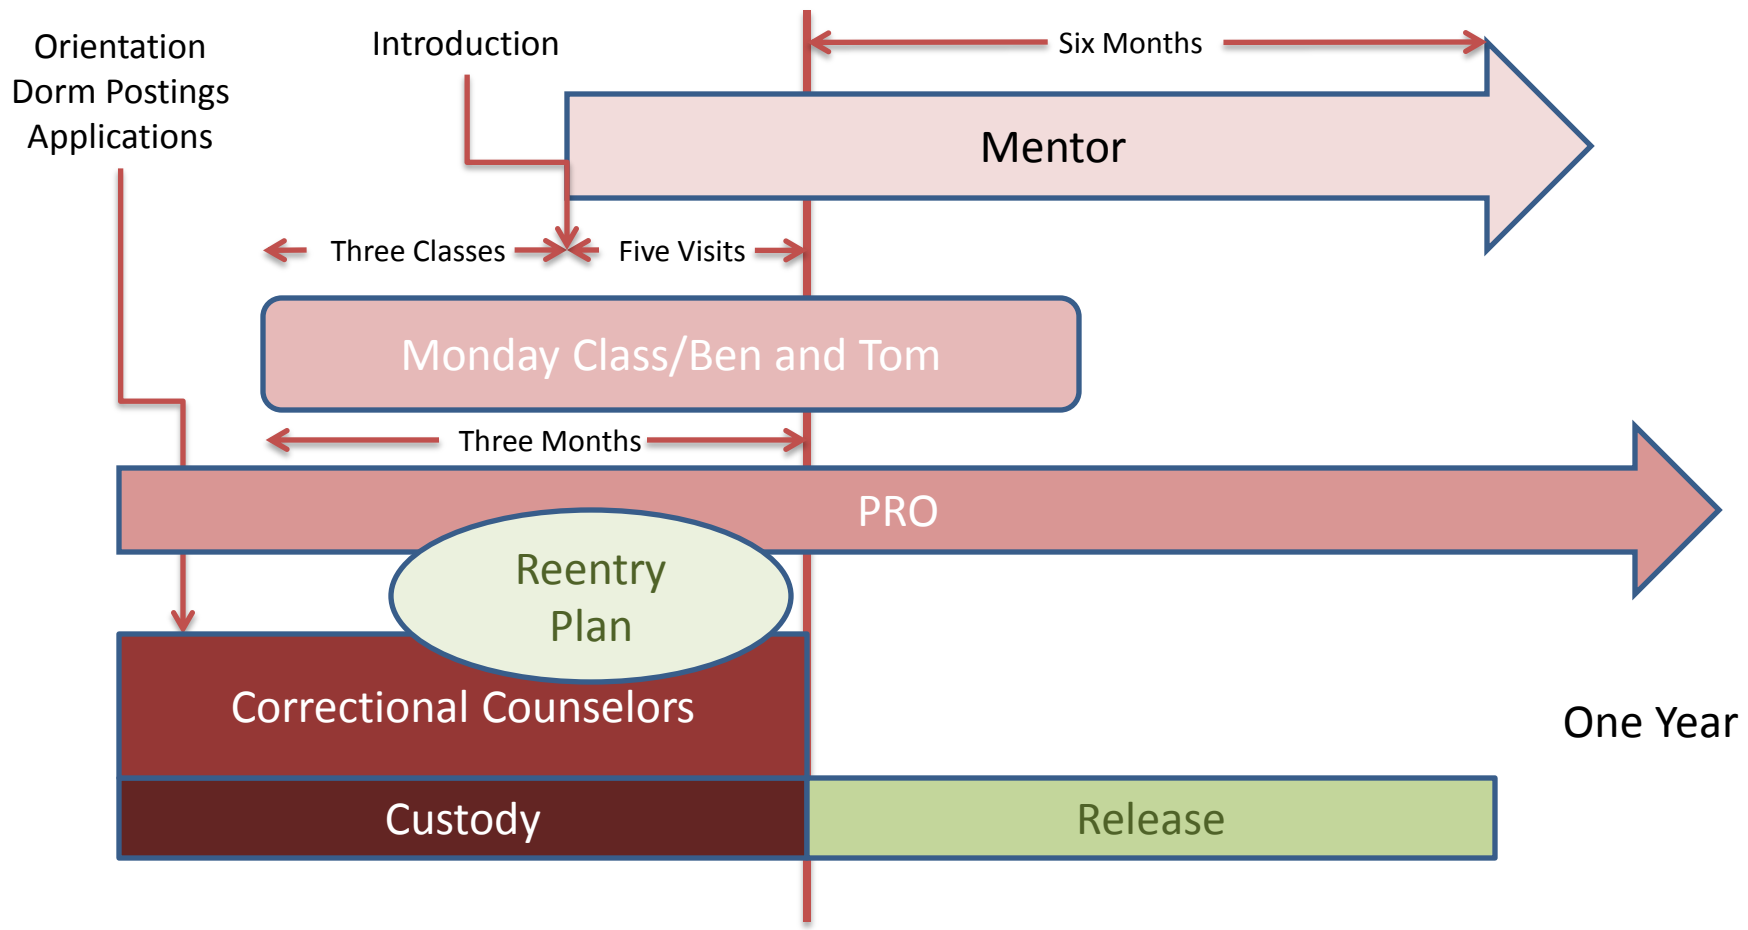 Orientation
Dorm Postings
Applications
Introduction
Six Months
Mentor
Three Classes
Five Visits
Monday Class/Ben and Tom
Three Months
PRO
Reentry
Plan
Correctional Counselors
One Year
Custody
Release